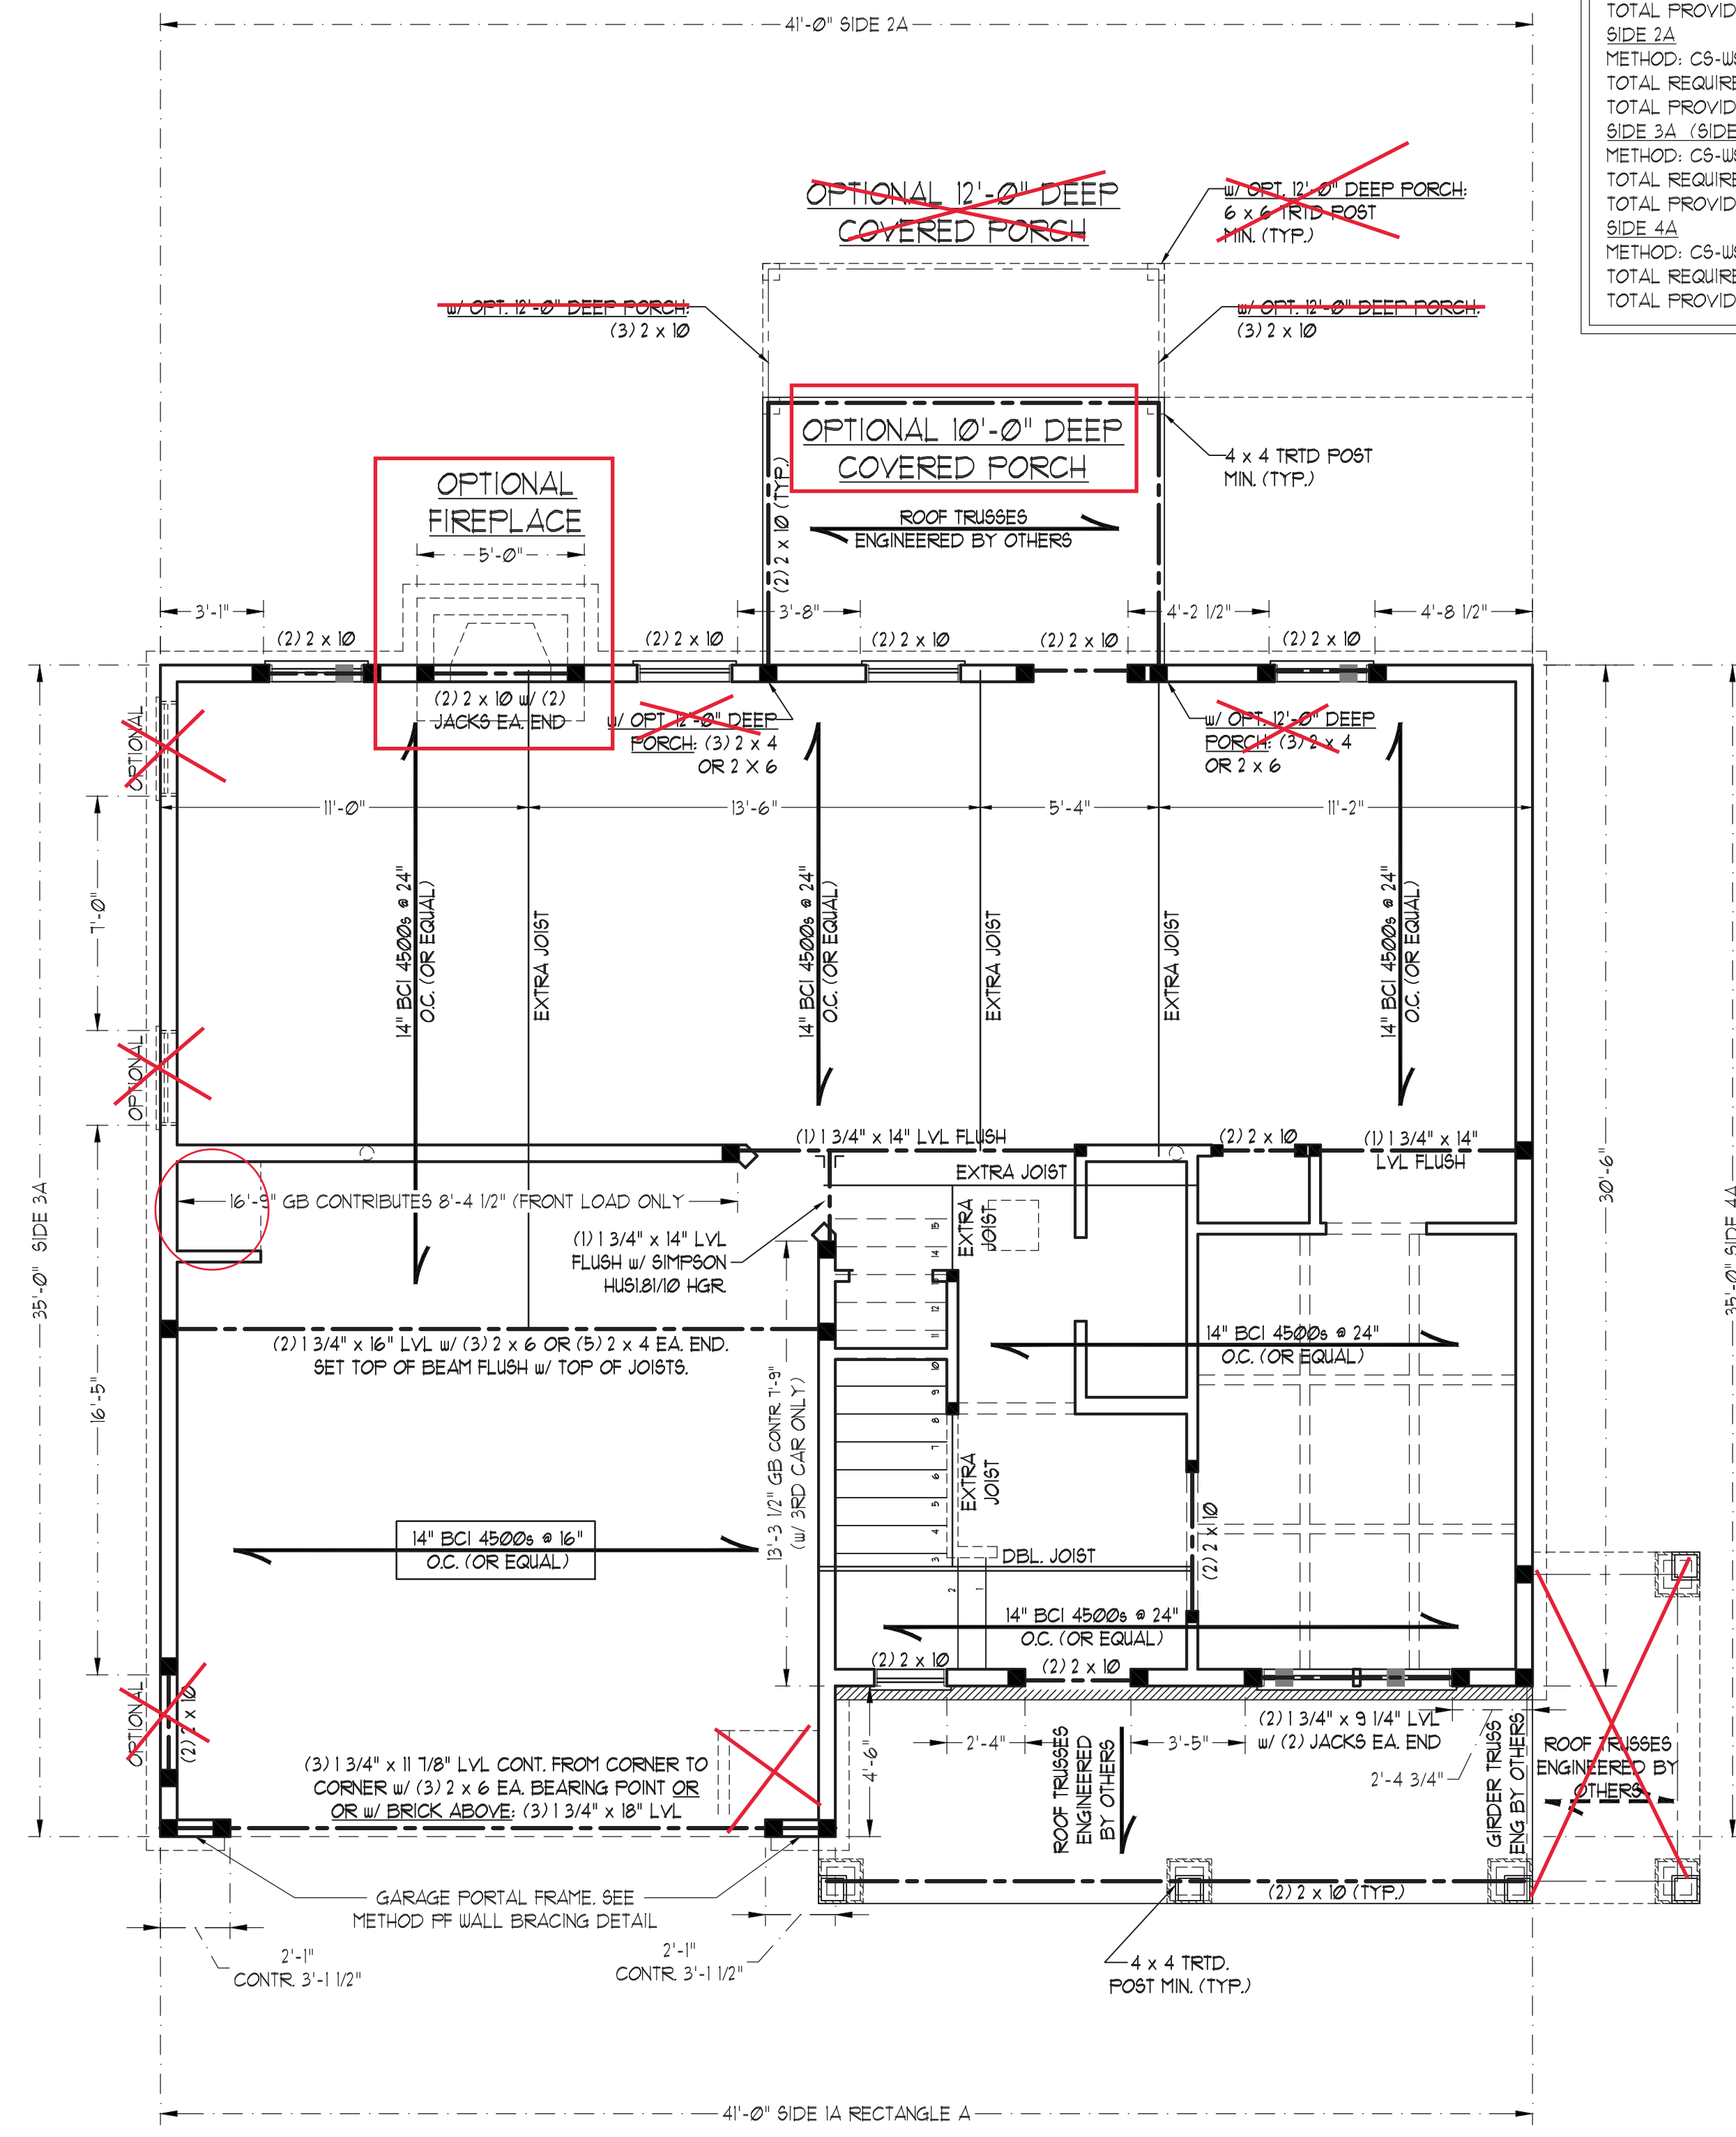 41'-0" SIDE 2A
TOTAL PROVID
SIDE 2A
METHOD: CS-WS
TOTAL REQUIRE
TOTAL PROVID
SIDE 3A (SIDE
METHOD: CS-WS
TOTAL REQUIRE
TOTAL PROVID
SIDE 4A
METHOD: CS-WS
TOTAL REQUIRE
TOTAL PROVID
OPTIONAL 12'-0" DEEP
COVERED PORCH
w/ OPT. 12'-0" DEEP PORCH:
6 x 6 TRTD POST
MIN. (TYP.)
w/ OPT. 12'-0" DEEP PORCH:
(3) 2 x 10
w/ OPT. 12'-0" DEEP PORCH:
(3) 2 x 10
OPTIONAL 10'-0" DEEP
COVERED PORCH
4 x 4 TRTD POST
MIN. (TYP.)
(2) 2 x 10 (TYP.)
ROOF TRUSSES
ENGINEERED BY OTHERS
OPTIONAL
FIREPLACE
5'-0"
3'-1"
3'-8"
4'-2 1/2"
4'-8 1/2"
(2) 2 x 10
(2) 2 x 10
(2) 2 x 10
(2) 2 x 10
(2) 2 x 10
(2) 2 x 10 w/ (2)
JACKS EA. END
w/ OPT. 12'-0" DEEP
PORCH: (3) 2 x 4
OR 2 X 6
w/ OPT. 12'-0" DEEP
PORCH: (3) 2 x 4
OR 2 x 6
OPTIONAL
11'-0"
13'-6"
5'-4"
11'-2"
7'-0"
14" BCI 4500s @ 24"
O.C. (OR EQUAL)
EXTRA JOIST
14" BCI 4500s @ 24"
O.C. (OR EQUAL)
EXTRA JOIST
EXTRA JOIST
14" BCI 4500s @ 24"
O.C. (OR EQUAL)
OPTIONAL
35'-0" SIDE 3A
30'-6"
35'-0" SIDE 4A
(1) 1 3/4" x 14" LVL FLUSH
(2) 2 x 10
(1) 1 3/4" x 14"
LVL FLUSH
EXTRA JOIST
16'-9" GB CONTRIBUTES 8'-4 1/2" (FRONT LOAD ONLY
EXTRA
JOIST
(1) 1 3/4" x 14" LVL
FLUSH w/ SIMPSON
HUS1.81/10 HGR.
15
14
13
12
11
10
9
8
7
6
5
4
3
2
1
(2) 1 3/4" x 16" LVL w/ (3) 2 x 6 OR (5) 2 x 4 EA. END.
SET TOP OF BEAM FLUSH w/ TOP OF JOISTS.
14" BCI 4500s @ 24"
O.C. (OR EQUAL)
16'-5"
13'-3 1/2" GB CONTR 7'-9"
(w/ 3RD CAR ONLY)
EXTRA
JOIST
(2) 2 x 10
14" BCI 4500s @ 16"
O.C. (OR EQUAL)
DBL. JOIST
14" BCI 4500s @ 24"
O.C. (OR EQUAL)
(2) 2 x 10
(2) 2 x 10
OPTIONAL
(2) 2 x 10
(3) 1 3/4" x 11 7/8" LVL CONT. FROM CORNER TO
CORNER w/ (3) 2 x 6 EA. BEARING POINT OR
OR w/ BRICK ABOVE: (3) 1 3/4" x 18" LVL
4'-6"
2'-4"
ROOF TRUSSES
ENGINEERED
BY OTHERS
3'-5"
(2) 1 3/4" x 9 1/4" LVL
w/ (2) JACKS EA. END
2'-4 3/4"
GIRDER TRUSS
ENG BY OTHERS
ROOF TRUSSES
ENGINEERED BY
OTHERS
(2) 2 x 10 (TYP.)
GARAGE PORTAL FRAME. SEE
METHOD PF WALL BRACING DETAIL
2'-1"
CONTR. 3'-1 1/2"
2'-1"
CONTR. 3'-1 1/2"
4 x 4 TRTD.
POST MIN. (TYP.)
41'-0" SIDE 1A RECTANGLE A